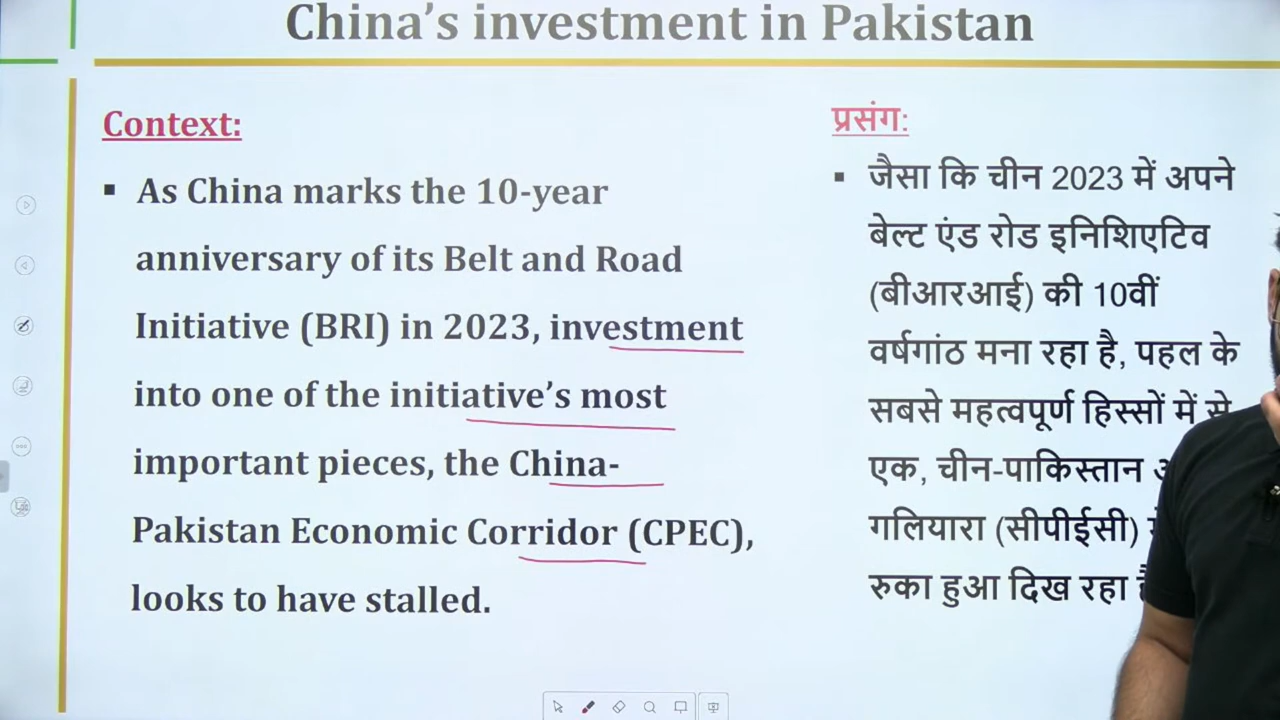 China's investment in Pakistan
Context:
▪ As China marks the 10-year
anniversary of its Belt and Road
Initiative (BRI) in 2023, investment
into one of the initiative's most
important pieces, the China-
Pakistan Economic Corridor (CPEC),
looks to have stalled.
प्रसंग:
▪ जैसा कि चीन 2023 में अपने
बेल्ट एंड रोड इनिशिएटिव
(बीआरआई) की 10वीं
वर्षगांठ मना रहा है, पहल के
सबसे महत्वपूर्ण हिस्सों में से
एक, चीन-पाकिस्तान
गलियारा (सीपीईसी)
रुका हुआ दिख रहा